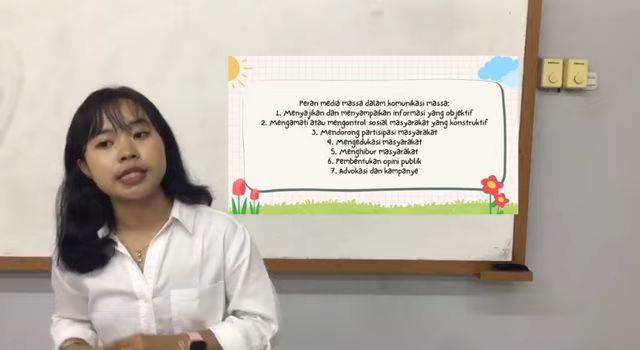 Peran media massa dalam komunikasi massa:
1. Menyajikan dan menyampaikan informasi yang objektif
2. Mengamati atau mengontrol sosial masyarakat yang konstruktif
3. Mendorong partisipasi masyarakat
4. Mengedukasi masyarakat
5. Menghibur masyarakat
6. Pembentukan opini publik
7. Advokasi dan kampanye